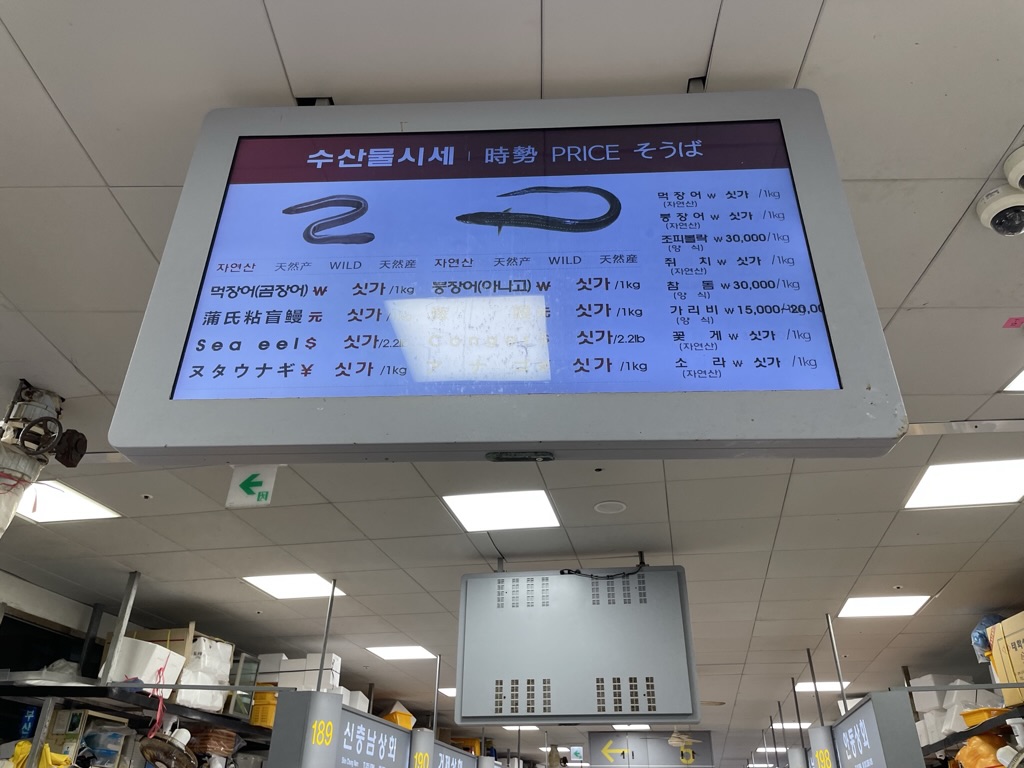 수산물시세 | 時勢 PRICE そうば
자연산 天然产 WILD 天然産 자연산 天然产 WILD 天然産
먹장어(곰장어) ₩ 싯가 /1kg 붕장어(아나고) ₩ 싯가 /1kg
蒲氏粘盲鳗 元 싯가 싯가 /1kg
Sea eel $ 싯가/2.2lb 싯가/2.2lb
ヌタウナギ ¥ 싯가 /1kg 싯가 /1kg
먹장어 ₩ 싯가 /1kg
(자연산)
붕장어 ₩ 싯가 /1kg
(자연산)
조피볼락 ₩ 30,000/1kg
(양 식)
쥐 치 ₩ 싯가 /1kg
(자연산)
참 돔 ₩ 30,000/1kg
(양 식)
가 리 비 ₩ 15,000
(양 식)
꽃 게 ₩ 싯가 /1kg
(자연산)
소 라 ₩ 싯가 /1kg
(자연산)
189 신충남상회
190
1
198 안동상회